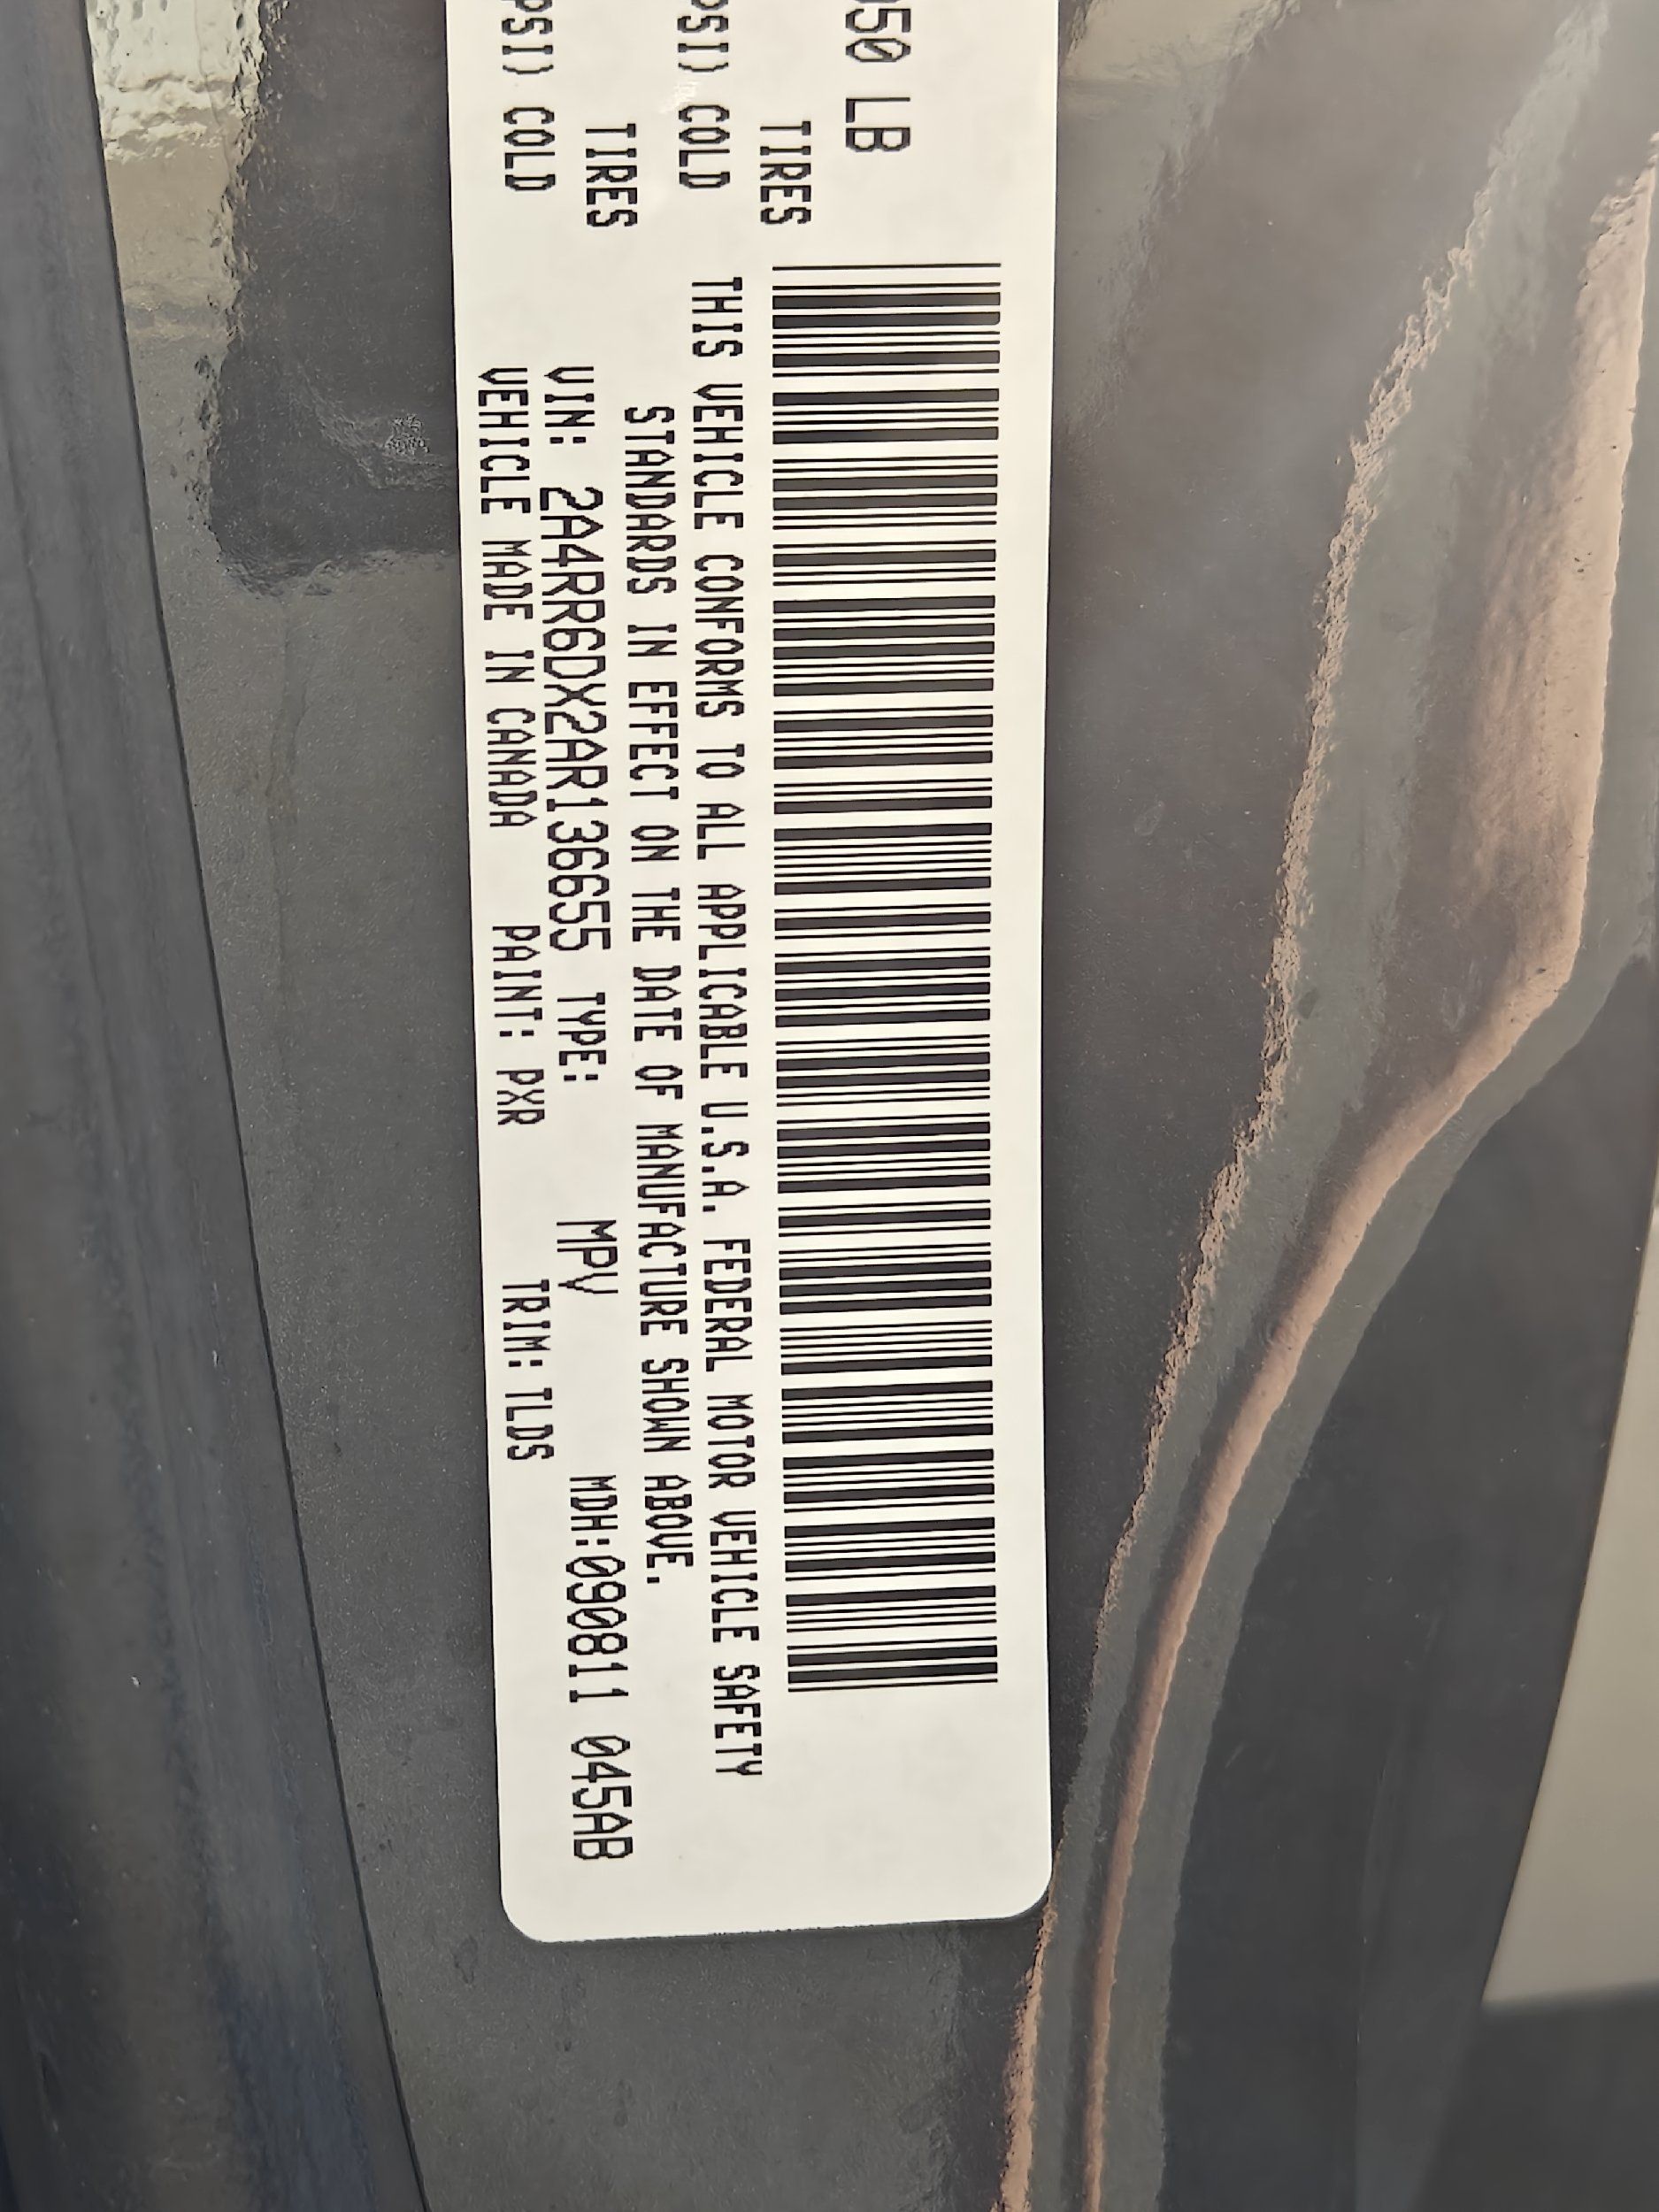 050 LB
TIRES
PSI) COLD
TIRES
PSI) COLD
THIS VEHICLE CONFORMS TO ALL APPLICABLE U.S.A. FEDERAL MOTOR VEHICLE SAFETY
STANDARDS IN EFFECT ON THE DATE OF MANUFACTURE SHOWN ABOVE.
VIN: 2A4RR6DX2AR136655 TYPE: MPV MDH:090811 045AB
VEHICLE MADE IN CANADA PAINT: PXR TRIM: TLDS